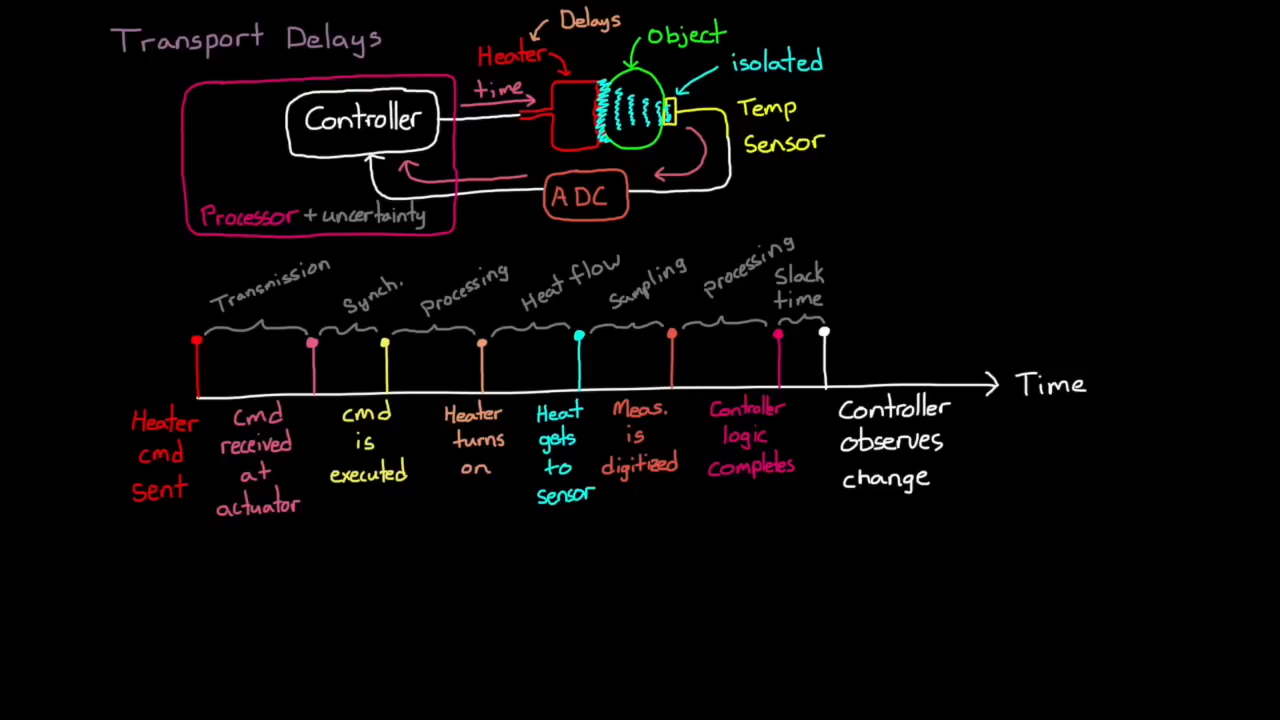 Transport Delays
Delays
Heater
Object
isolated
time
Controller
Temp
Sensor
ADC
Processor + uncertainty
Transmission
Synch.
processing
Heat flow
Sampling
processing
Slack
time
Time
Heater
cmd
sent
Cmd
received
at
actuator
cmd
is
executed
Heater
turns
on
Heat
gets
to
sensor
Meas.
is
digitized
Controller
logic
completes
Controller
observes
change